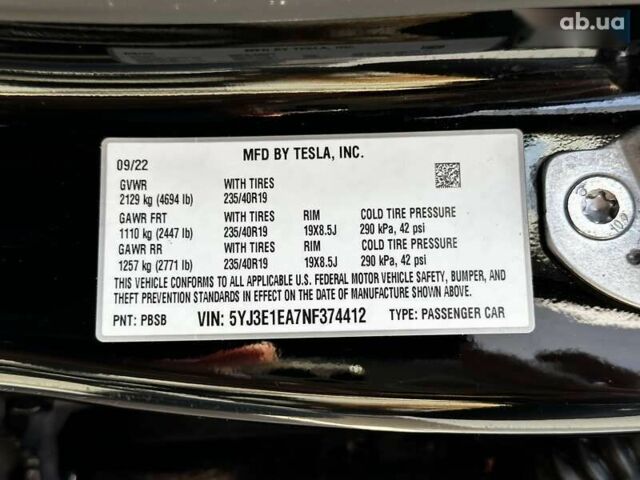 ab.ua
09/22 MFD BY TESLA, INC.
GVWR WITH TIRES
2129 kg (4694 lb) 235/40R19
GAWR FRT WITH TIRES RIM COLD TIRE PRESSURE
1110 kg (2447 lb) 235/40R19 19X8.5J 290 kPa, 42 psi
GAWR RR WITH TIRES RIM COLD TIRE PRESSURE
1257 kg (2771 lb) 235/40R19 19X8.5J 290 kPa, 42 psi
THIS VEHICLE CONFORMS TO ALL APPLICABLE U.S. FEDERAL MOTOR VEHICLE SAFETY, BUMPER, AND
THEFT PREVENTION STANDARDS IN EFFECT ON THE DATE OF MANUFACTURE SHOWN ABOVE.
PNT: PBSB VIN: 5YJ3E1EA7NF374412 TYPE: PASSENGER CAR